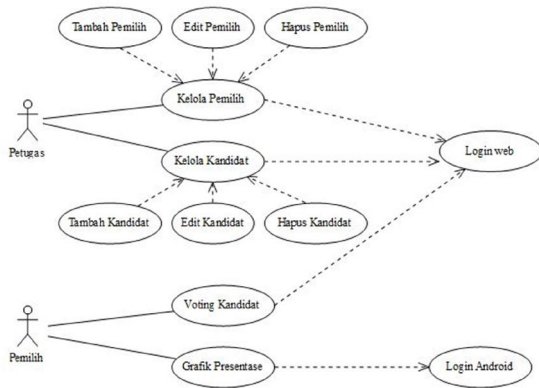 Tambah Pemilih
Edit Pemilih
Hapus Pemilih
Kelola Pemilih
Petugas
Login web
Kelola Kandidat
Tambah Kandidat
Edit Kandidat
Hapus Kandidat
Voting Kandidat
Pemilih
Grafik Presentase
Login Android